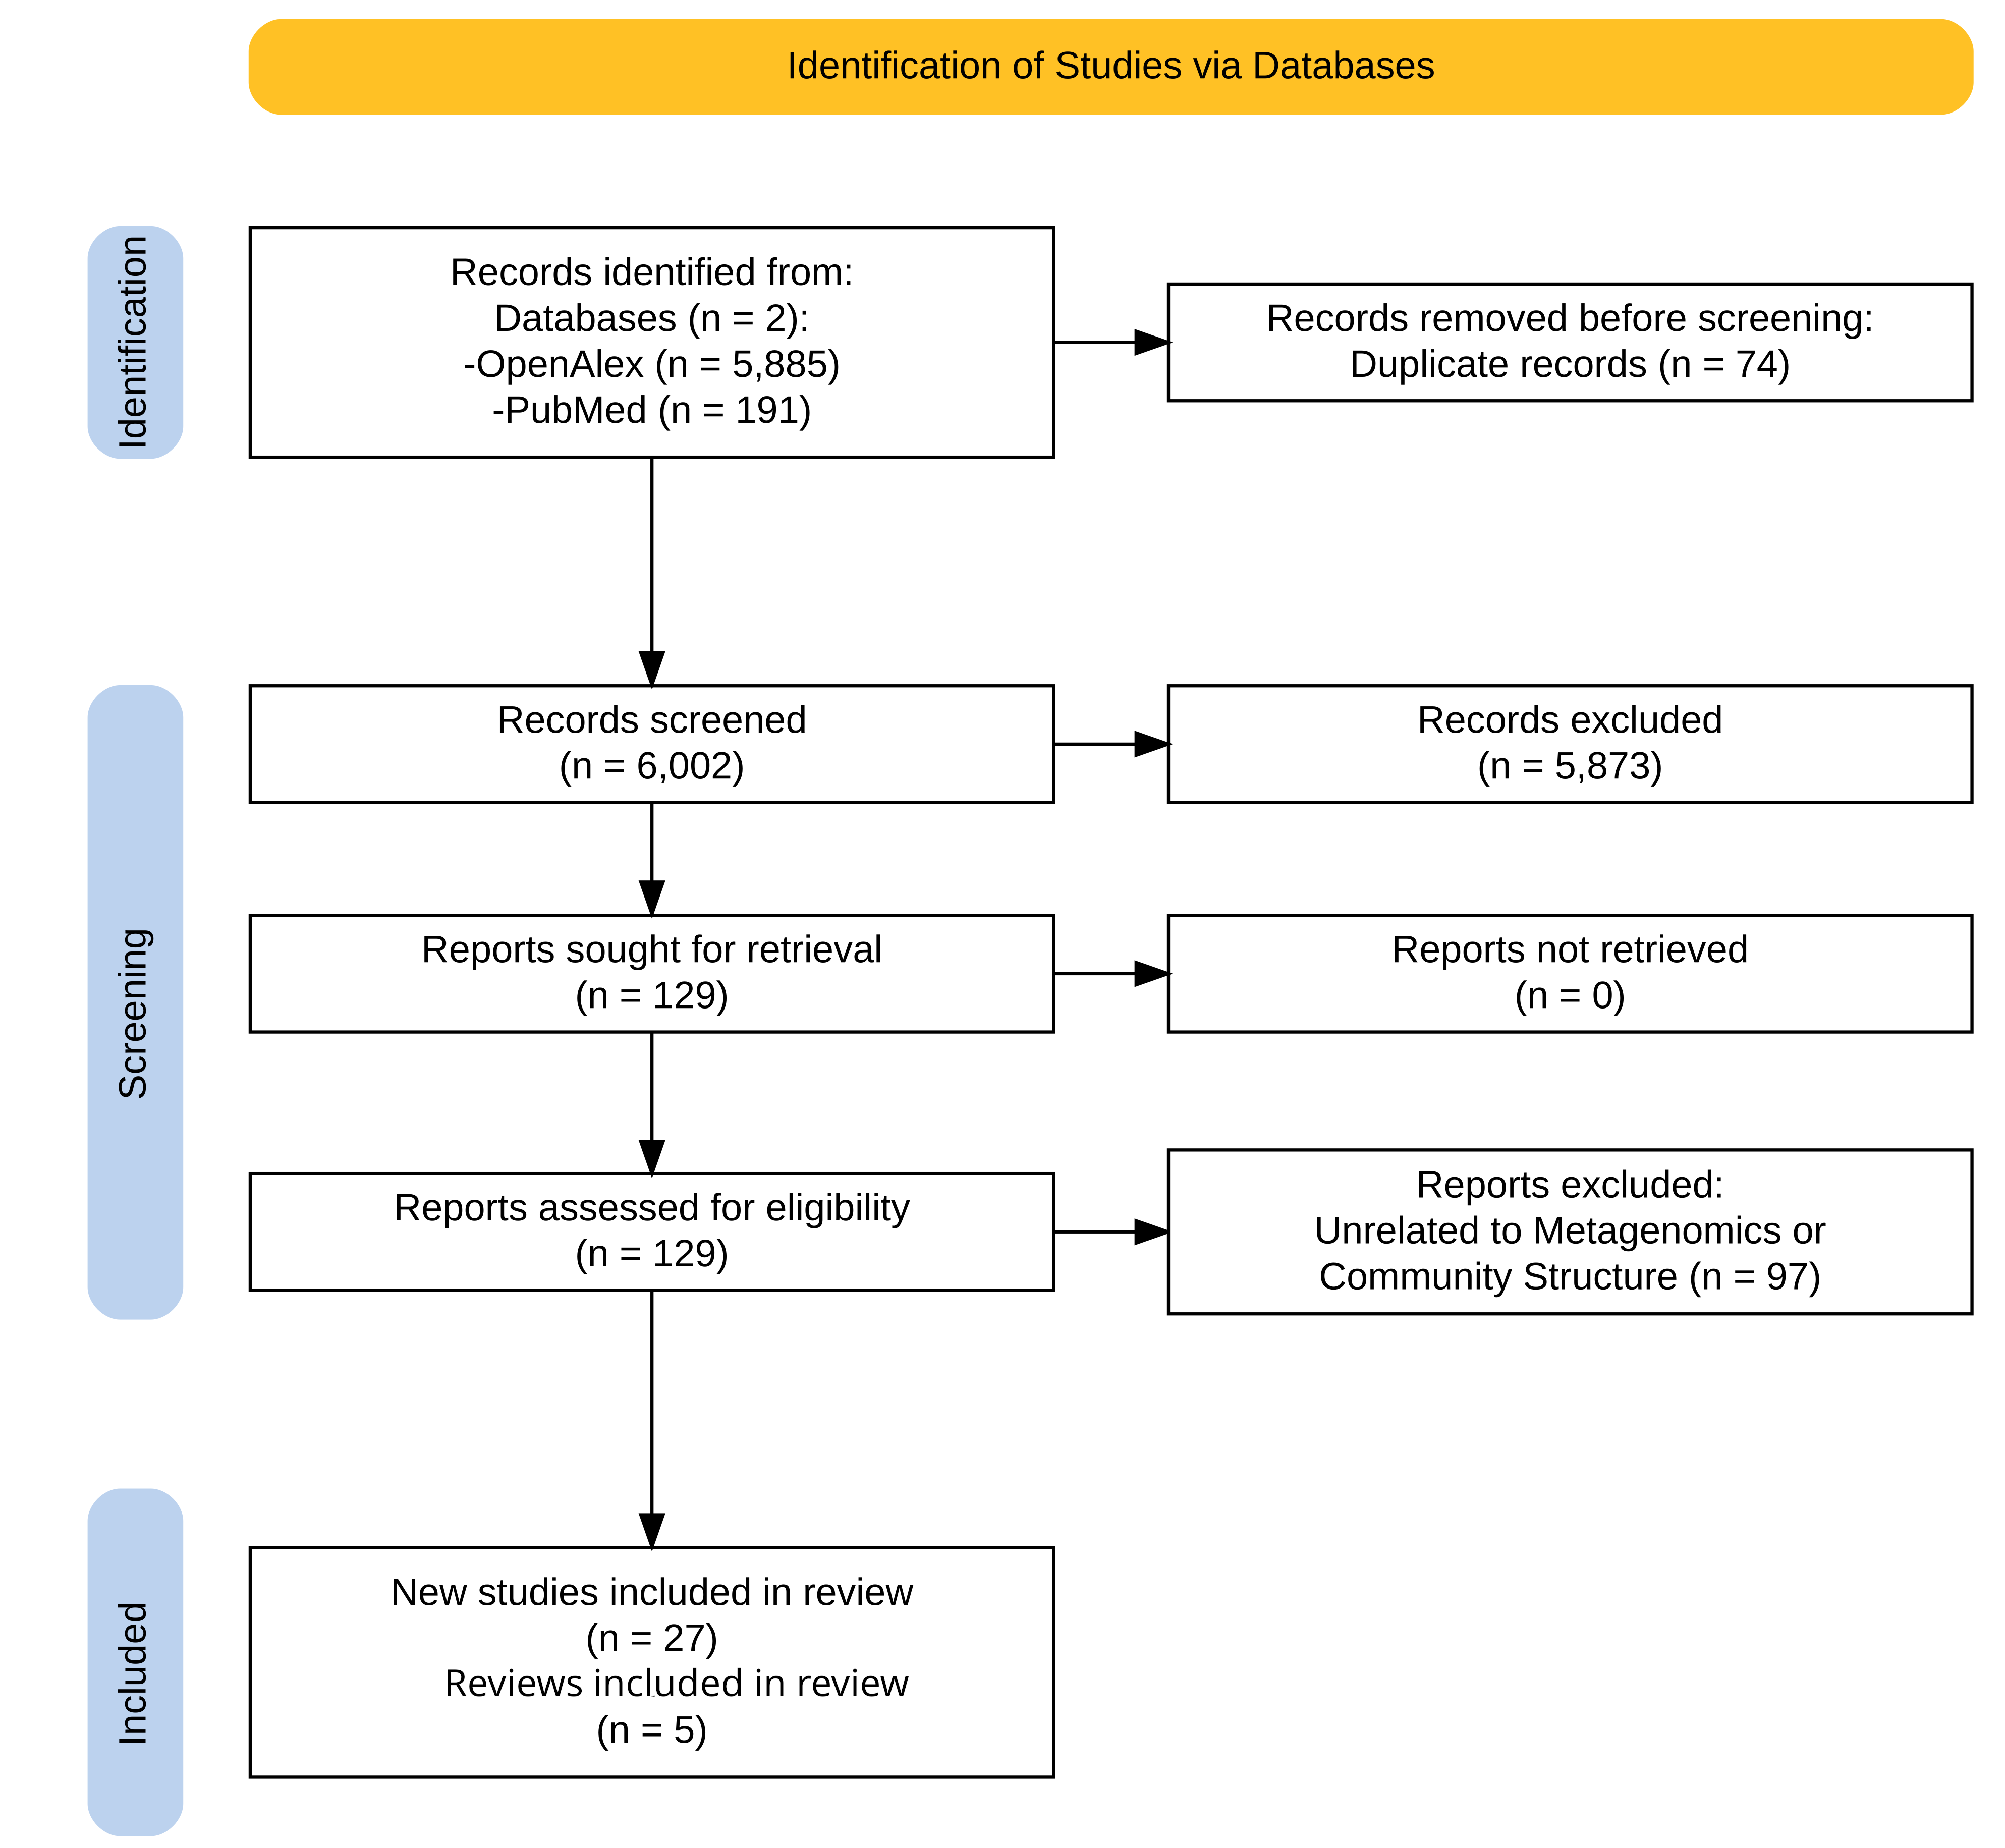 Identification of Studies via Databases
Identification
Records identified from:
Databases (n = 2):
-OpenAlex (n = 5,885)
-PubMed (n = 191)
Records removed before screening:
Duplicate records (n = 74)
Screening
Records screened
(n = 6,002)
Records excluded
(n = 5,873)
Reports sought for retrieval
(n = 129)
Reports not retrieved
(n = 0)
Reports assessed for eligibility
(n = 129)
Reports excluded:
Unrelated to Metagenomics or
Community Structure (n = 97)
Included
New studies included in review
(n = 27)
Reviews included in review
(n = 5)